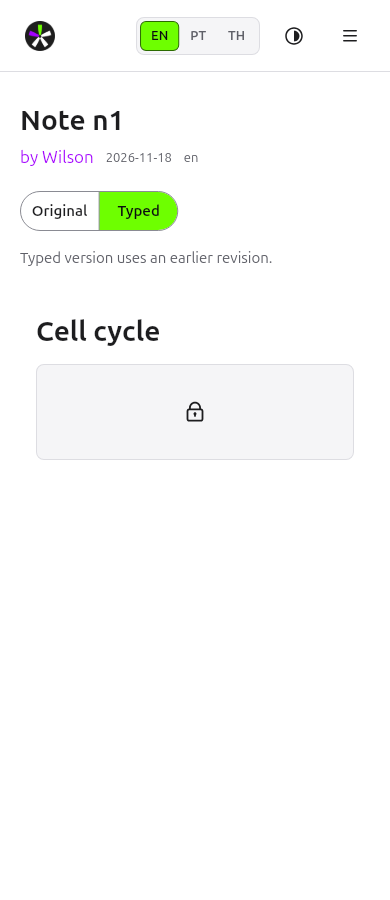 EN PT TH
Note n1
by Wilson 2026-11-18 en
Original Typed
Typed version uses an earlier revision.
Cell cycle